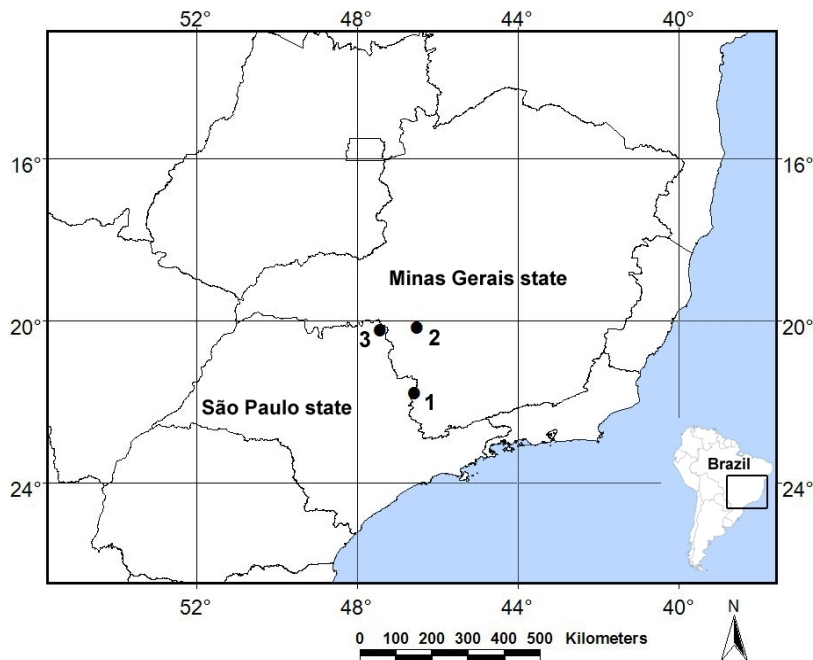 52° 48° 44° 40°
16° 16°
Minas Gerais state
20° 20°
3 2
São Paulo state 1
Brazil
24° 24°
52° 48° 44° 40°
N
0 100 200 300 400 500 Kilometers